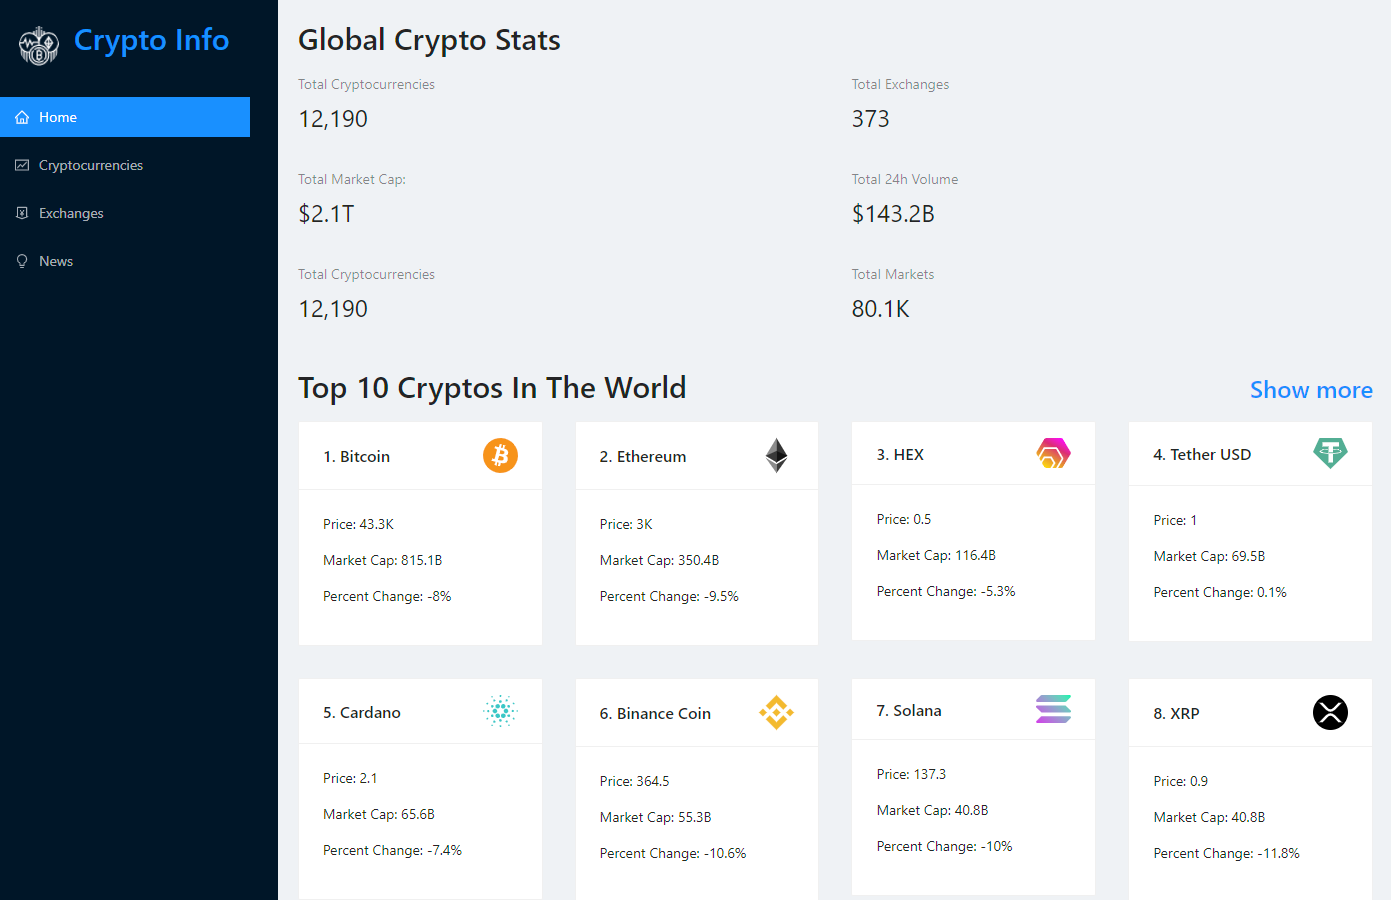 Crypto Info
Home
Cryptocurrencies
Exchanges
News
Global Crypto Stats
Total Cryptocurrencies
12,190
Total Exchanges
373
Total Market Cap:
$2.1T
Total 24h Volume
$143.2B
Total Cryptocurrencies
12,190
Total Markets
80.1K
Top 10 Cryptos In The World
Show more
1. Bitcoin
Price: 43.3K
Market Cap: 815.1B
Percent Change: -8%
2. Ethereum
Price: 3K
Market Cap: 350.4B
Percent Change: -9.5%
3. HEX
Price: 0.5
Market Cap: 116.4B
Percent Change: -5.3%
4. Tether USD
Price: 1
Market Cap: 69.5B
Percent Change: 0.1%
5. Cardano
Price: 2.1
Market Cap: 65.6B
Percent Change: -7.4%
6. Binance Coin
Price: 364.5
Market Cap: 55.3B
Percent Change: -10.6%
7. Solana
Price: 137.3
Market Cap: 40.8B
Percent Change: -10%
8. XRP
Price: 0.9
Market Cap: 40.8B
Percent Change: -11.8%